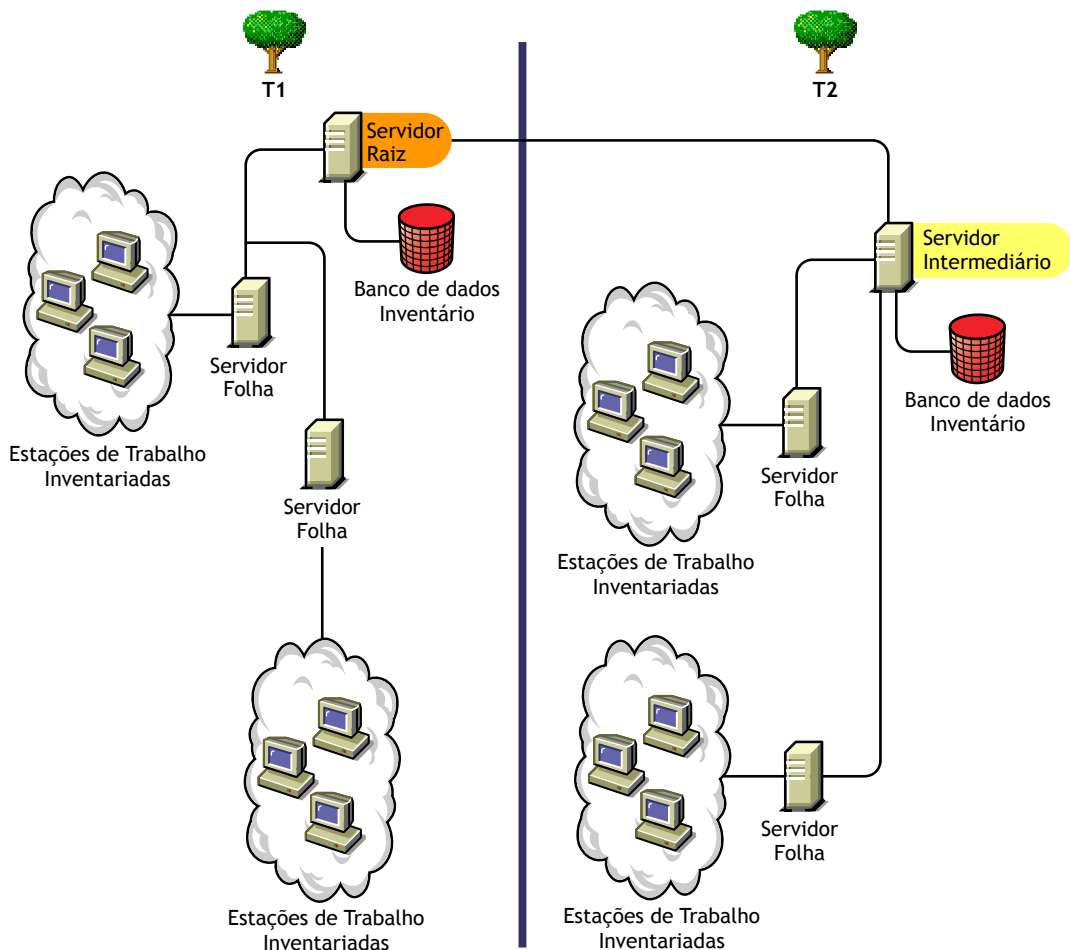 T1
T2
Servidor
Raiz
Servidor
Intermediário
Banco de dados
Inventário
Servidor
Folha
Estações de Trabalho
Inventariadas
Servidor
Folha
Estações de Trabalho
Inventariadas
Banco de dados
Inventário
Servidor
Folha
Estações de Trabalho
Inventariadas
Servidor
Folha
Estações de Trabalho
Inventariadas